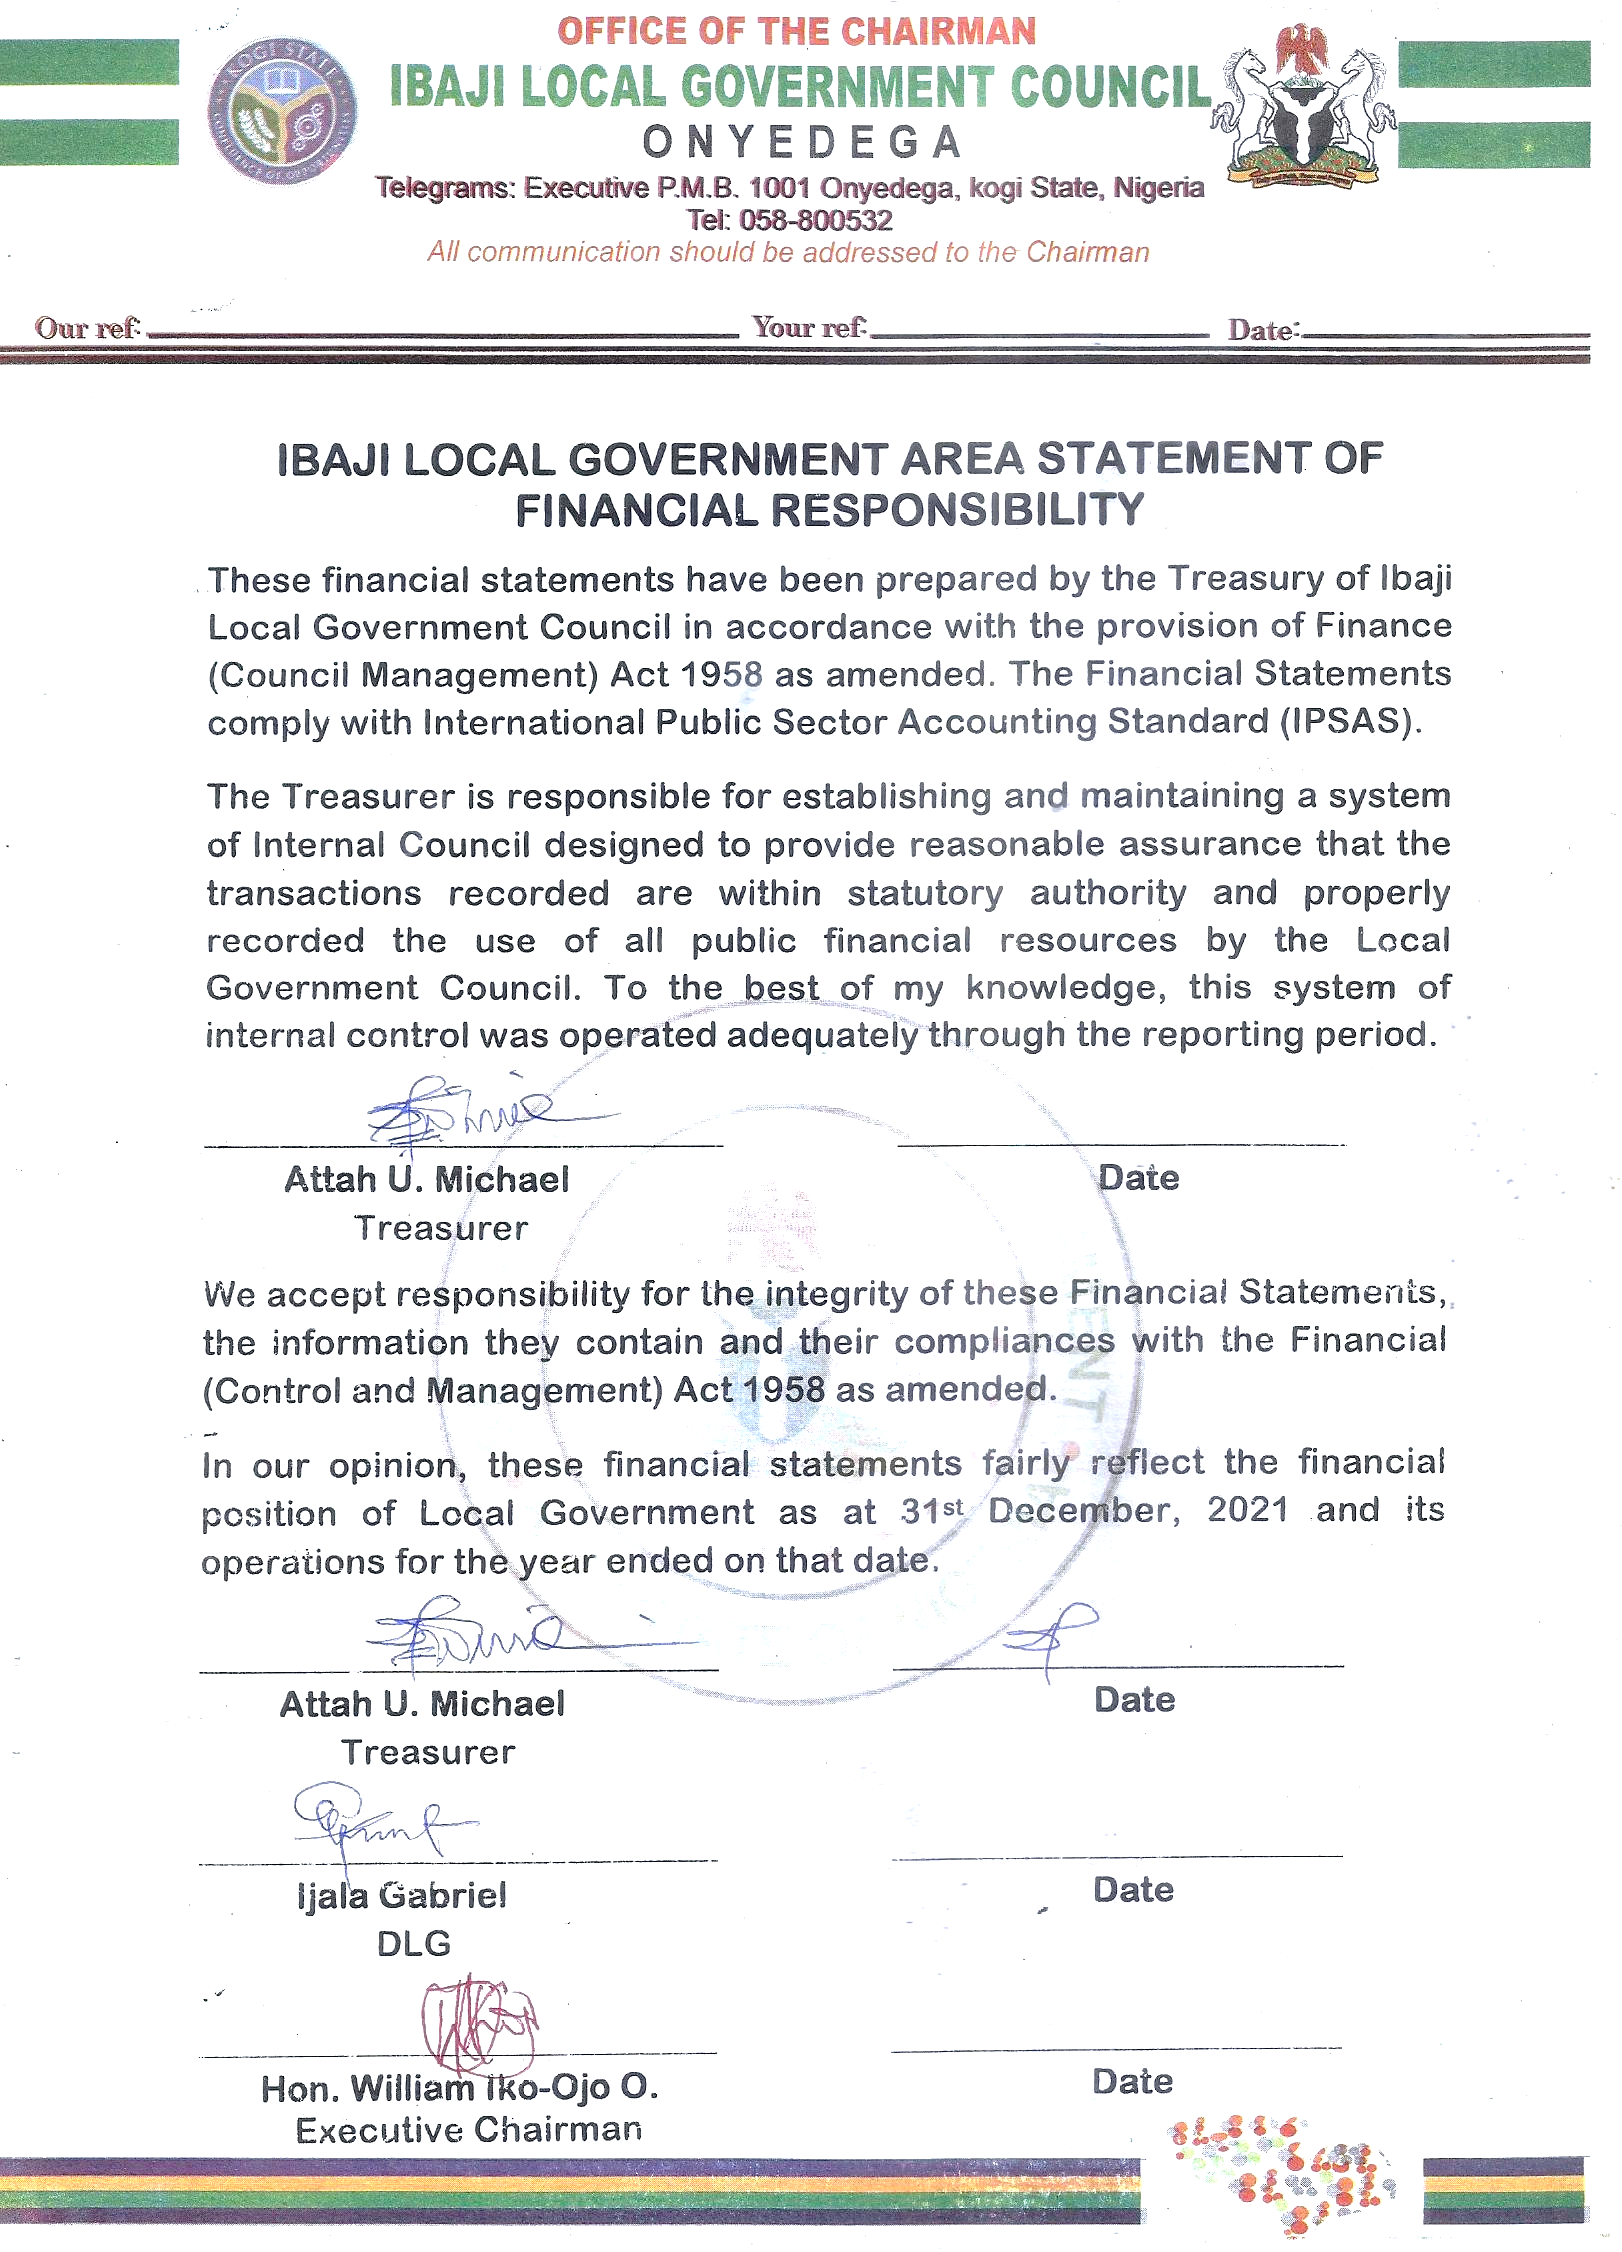 OFFICE OF THE CHAIRMAN
IBAJI LOCAL GOVERNMENT COUNCIL
ONYEDEGA
Telegrams: Executive P.M.B. 1001 Onyedega, kogi State, Nigeria
Tel: 058-800532
All communication should be addressed to the Chairman
KOGI STATE
Our ref: Your ref: Date:
IBAJI LOCAL GOVERNMENT AREA STATEMENT OF
FINANCIAL RESPONSIBILITY
These financial statements have been prepared by the Treasury of Ibaji
Local Government Council in accordance with the provision of Finance
(Council Management) Act 1958 as amended. The Financial Statements
comply with International Public Sector Accounting Standard (IPSAS).
The Treasurer is responsible for establishing and maintaining a system
of Internal Council designed to provide reasonable assurance that the
transactions recorded are within statutory authority and properly
recorded the use of all public financial resources by the Local
Government Council. To the best of my knowledge, this system of
internal control was operated adequately through the reporting period.
Attah U. Michael Date
Treasurer
We accept responsibility for the integrity of these Financial Statements,
the information they contain and their compliances with the Financial
(Control and Management) Act 1958 as amended.
In our opinion, these financial statements fairly reflect the financial
position of Local Government as at 31st December, 2021 and its
operations for the year ended on that date.
Attah U. Michael Date
Treasurer
Ijala Gabriel Date
DLG
Hon. William Iko-Ojo O. Date
Executive Chairman